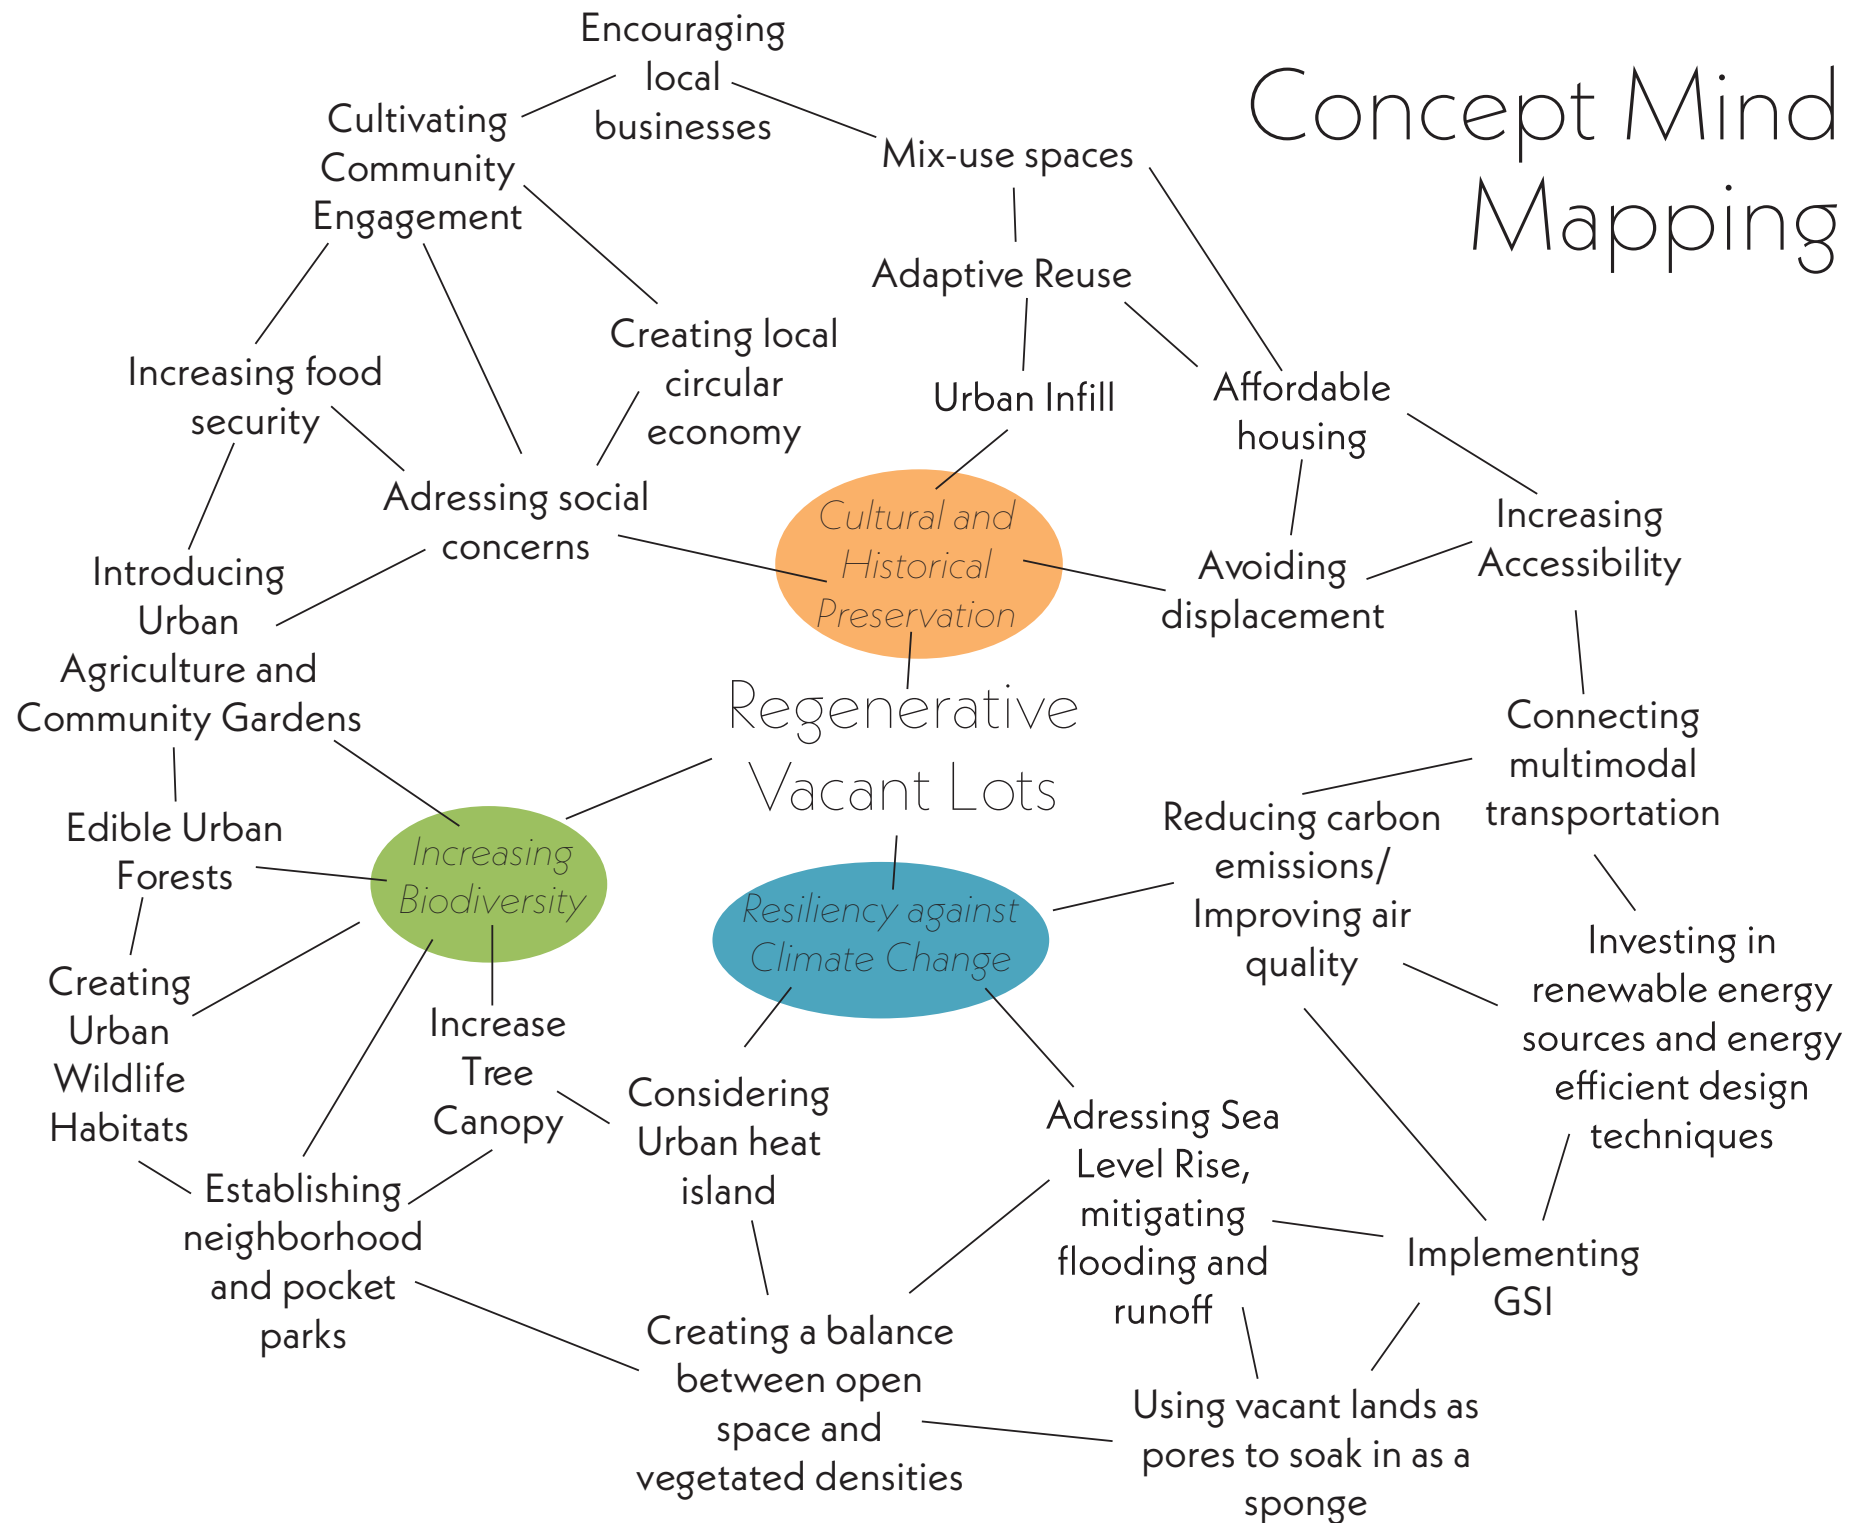 Concept Mind
Mapping
Encouraging
local
businesses
Cultivating
Community
Engagement
Mix-use spaces
Adaptive Reuse
Creating local
circular
economy
Increasing food
security
Urban Infill
Affordable
housing
Adressing social
concerns
Cultural and
Historical
Preservation
Increasing
Accessibility
Avoiding
displacement
Introducing
Urban
Agriculture and
Community Gardens
Regenerative
Vacant Lots
Connecting
multimodal
transportation
Edible Urban
Forests
Increasing
Biodiversity
Resiliency against
Climate Change
Reducing carbon
emissions/
Improving air
quality
Investing in
renewable energy
sources and energy
efficient design
techniques
Creating
Urban
Wildlife
Habitats
Increase
Tree
Canopy
Considering
Urban heat
island
Adressing Sea
Level Rise,
mitigating
flooding and
runoff
Establishing
neighborhood
and pocket
parks
Implementing
GSI
Creating a balance
between open
space and
vegetated densities
Using vacant lands as
pores to soak in as a
sponge